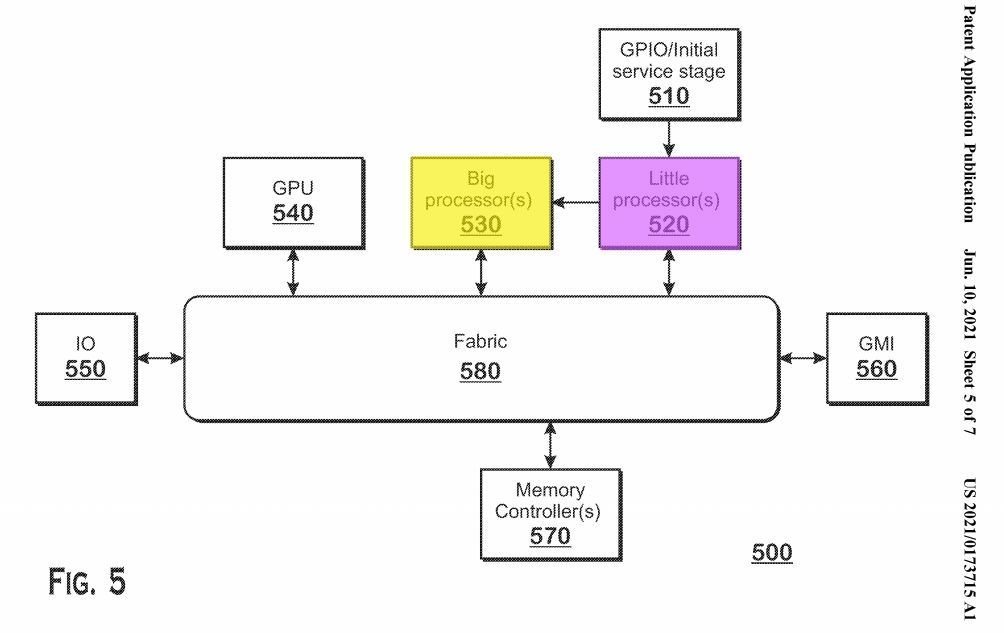 GPIO/Initial
service stage
510
GPU
540
Big
processor(s)
530
Little
processor(s)
520
IO
550
Fabric
580
GMI
560
Memory
Controller(s)
570
500
FIG. 5
Patent Application Publication Jun. 10, 2021 Sheet 5 of 7 US 2021/0173715 A1